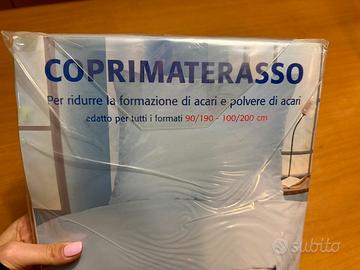 COPRIMATERASSO
Per ridurre la formazione di acari e polvere di acari
adatto per tutti i formati 90/190 - 100/200 cm
subito